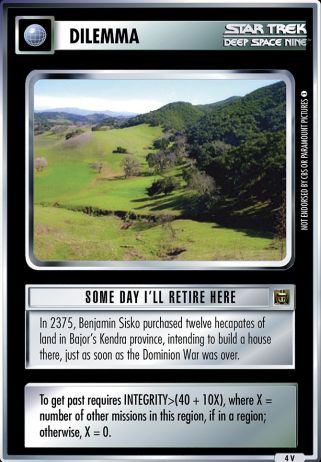 DILEMMA
STAR TREK
DEEP SPACE NINE
NOT ENDORSED BY CBS OR PARAMOUNT PICTURES
SOME DAY I'LL RETIRE HERE
In 2375, Benjamin Sisko purchased twelve hecapates of
land in Bajor's Kendra province, intending to build a house
there, just as soon as the Dominion War was over.
To get past requires INTEGRITY>(40 + 10X), where X =
number of other missions in this region, if in a region;
otherwise, X = 0.
4 V